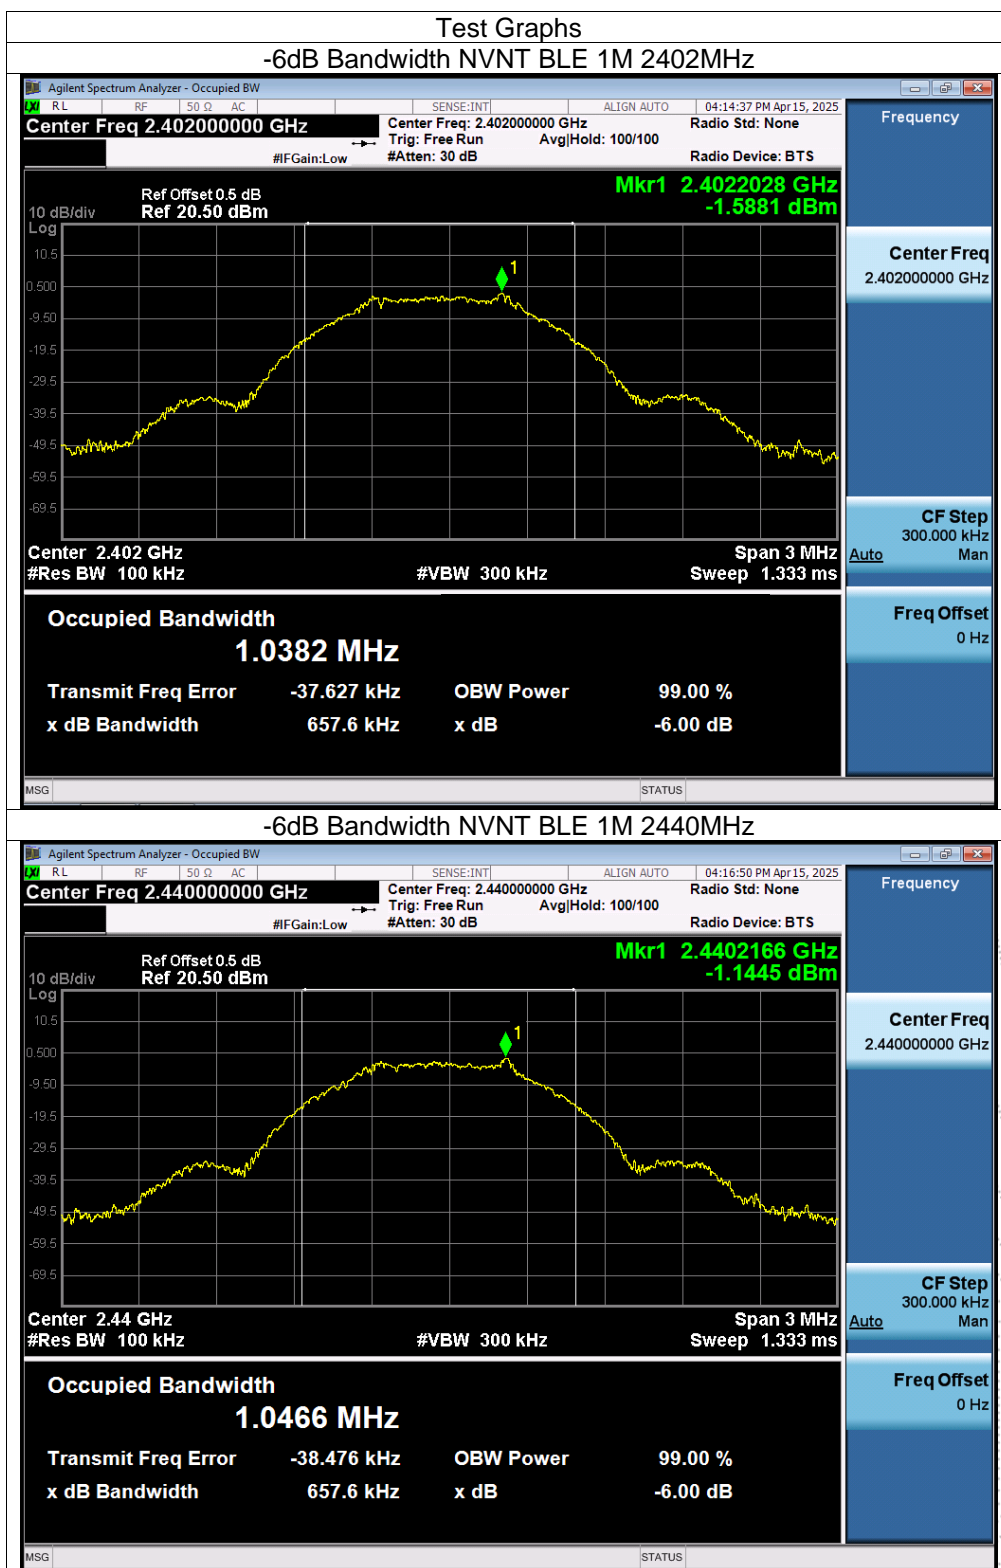 Test Graphs
-6dB Bandwidth NVNT BLE 1M 2402MHz
Agilent Spectrum Analyzer - Occupied BW
LXI RL RF 50 Ω AC SENSE:INT ALIGN AUTO 04:14:37 PM Apr 15, 2025
Center Freq 2.402000000 GHz
Center Freq: 2.402000000 GHz Radio Std: None
Trig: Free Run Avg|Hold: 100/100
#IFGain:Low #Atten: 30 dB Radio Device: BTS
Frequency
Mkr1 2.4022028 GHz
-1.5881 dBm
Ref Offset 0.5 dB
10 dB/div Ref 20.50 dBm
Log
10.5
0.500
-9.50
-19.5
-29.5
-39.5
-49.5
-59.5
-69.5
1
Center 2.402 GHz Span 3 MHz
#Res BW 100 kHz #VBW 300 kHz Sweep 1.333 ms
Center Freq
2.402000000 GHz
CF Step
300.000 kHz
Auto Man
Freq Offset
0 Hz
Occupied Bandwidth
1.0382 MHz
Transmit Freq Error -37.627 kHz OBW Power 99.00 %
x dB Bandwidth 657.6 kHz x dB -6.00 dB
MSG STATUS
-6dB Bandwidth NVNT BLE 1M 2440MHz
Agilent Spectrum Analyzer - Occupied BW
LXI RL RF 50 Ω AC SENSE:INT ALIGN AUTO 04:16:50 PM Apr 15, 2025
Center Freq 2.440000000 GHz
Center Freq: 2.440000000 GHz Radio Std: None
Trig: Free Run Avg|Hold: 100/100
#IFGain:Low #Atten: 30 dB Radio Device: BTS
Frequency
Mkr1 2.4402166 GHz
-1.1445 dBm
Ref Offset 0.5 dB
10 dB/div Ref 20.50 dBm
Log
10.5
0.500
-9.50
-19.5
-29.5
-39.5
-49.5
-59.5
-69.5
1
Center 2.44 GHz Span 3 MHz
#Res BW 100 kHz #VBW 300 kHz Sweep 1.333 ms
Center Freq
2.440000000 GHz
CF Step
300.000 kHz
Auto Man
Freq Offset
0 Hz
Occupied Bandwidth
1.0466 MHz
Transmit Freq Error -38.476 kHz OBW Power 99.00 %
x dB Bandwidth 657.6 kHz x dB -6.00 dB
MSG STATUS